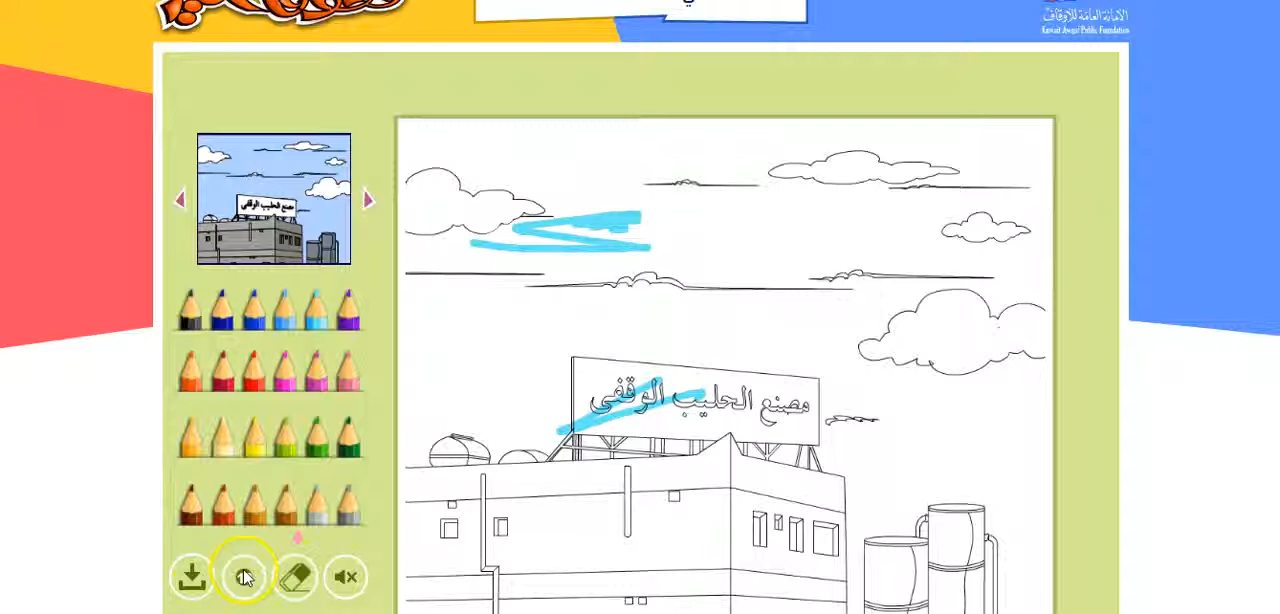 الأمانة العامة للأوقاف
Kuwait Awqaf Public Foundation
مصنع الحليب الوقفي
مصنع الحليب الوقفي